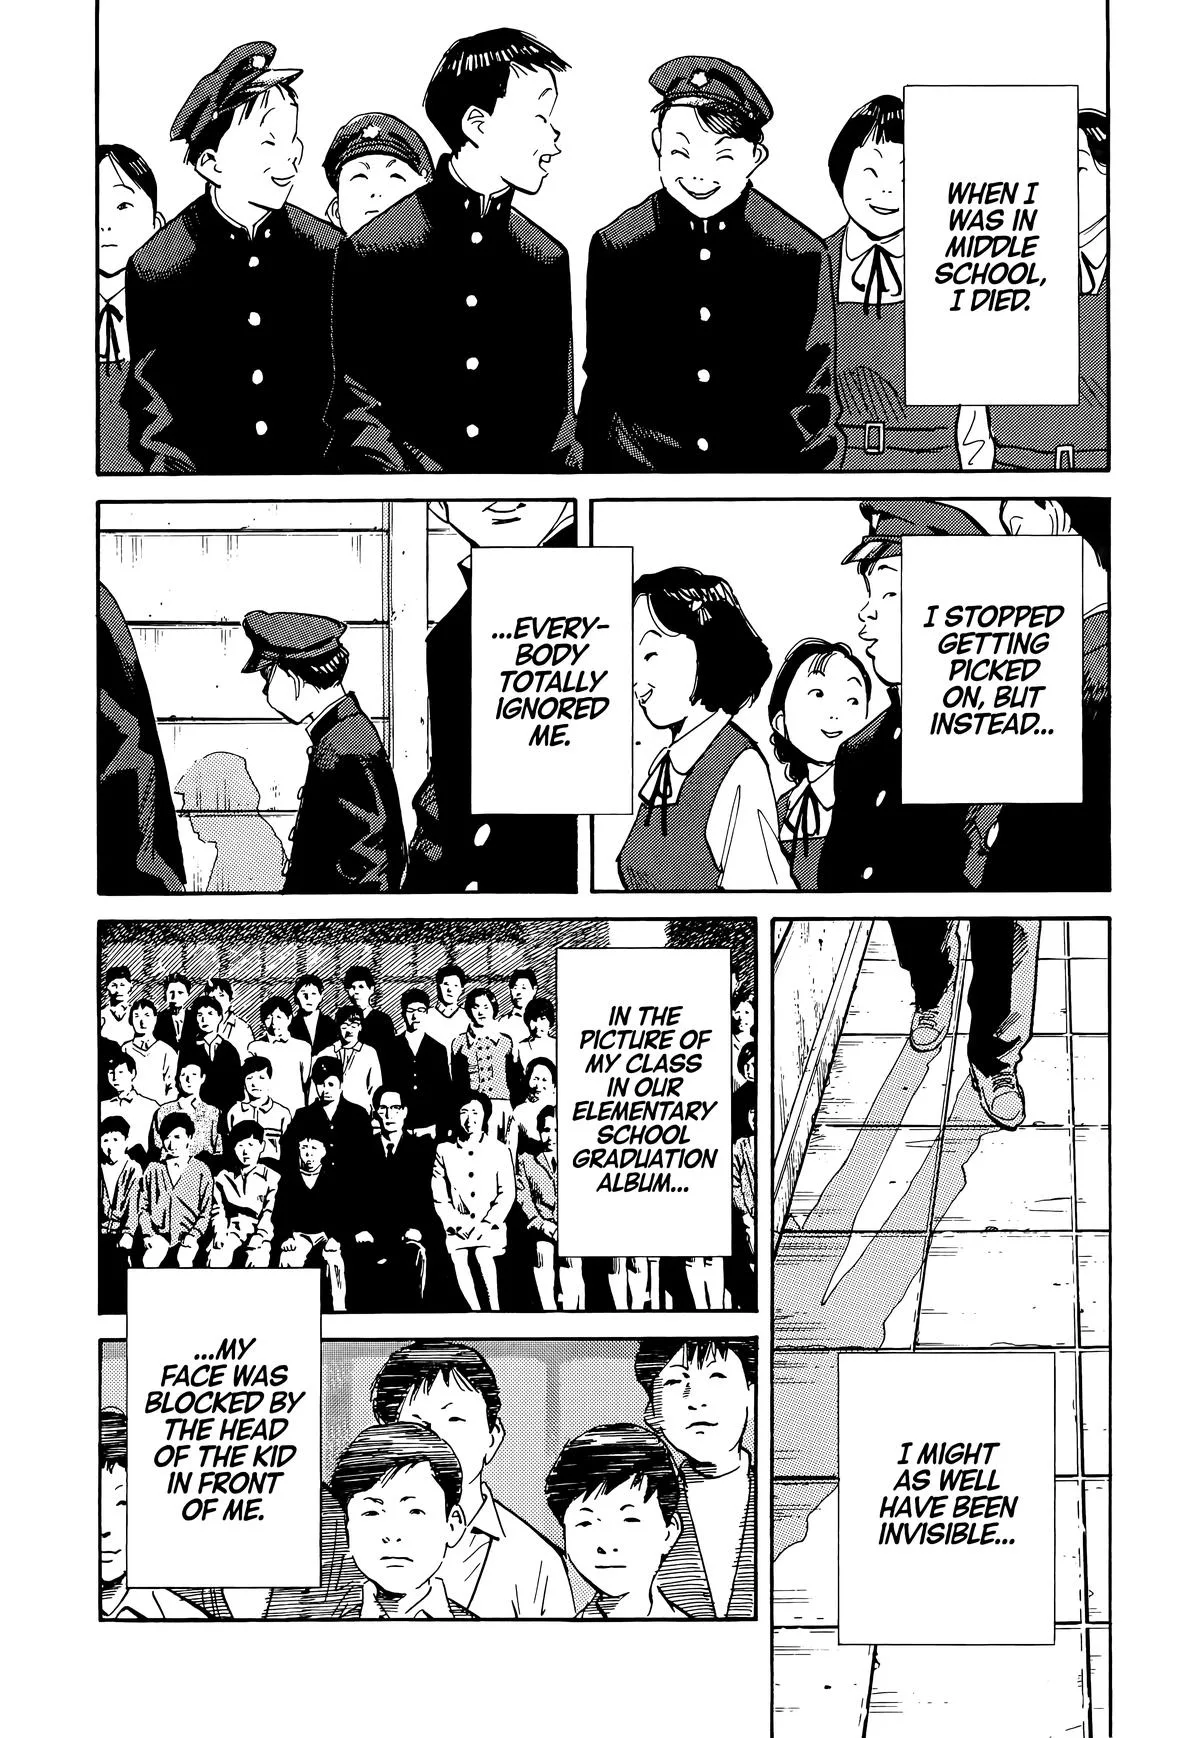 WHEN I
WAS IN
MIDDLE
SCHOOL,
I DIED.
I STOPPED
GETTING
PICKED
ON, BUT
INSTEAD...
...EVERY-
BODY
TOTALLY
IGNORED
ME.
IN THE
PICTURE OF
MY CLASS
IN OUR
ELEMENTARY
SCHOOL
GRADUATION
ALBUM...
...MY
FACE WAS
BLOCKED BY
THE HEAD
OF THE KID
IN FRONT
OF ME.
I MIGHT
AS WELL
HAVE BEEN
INVISIBLE...